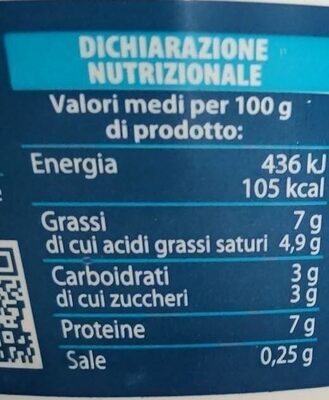 DICHIARAZIONE
NUTRIZIONALE
Valori medi per 100 g
di prodotto:
Energia 436 kJ
105 kcal
Grassi 7 g
di cui acidi grassi saturi 4,9 g
Carboidrati 3 g
di cui zuccheri 3 g
Proteine 7 g
Sale 0,25 g